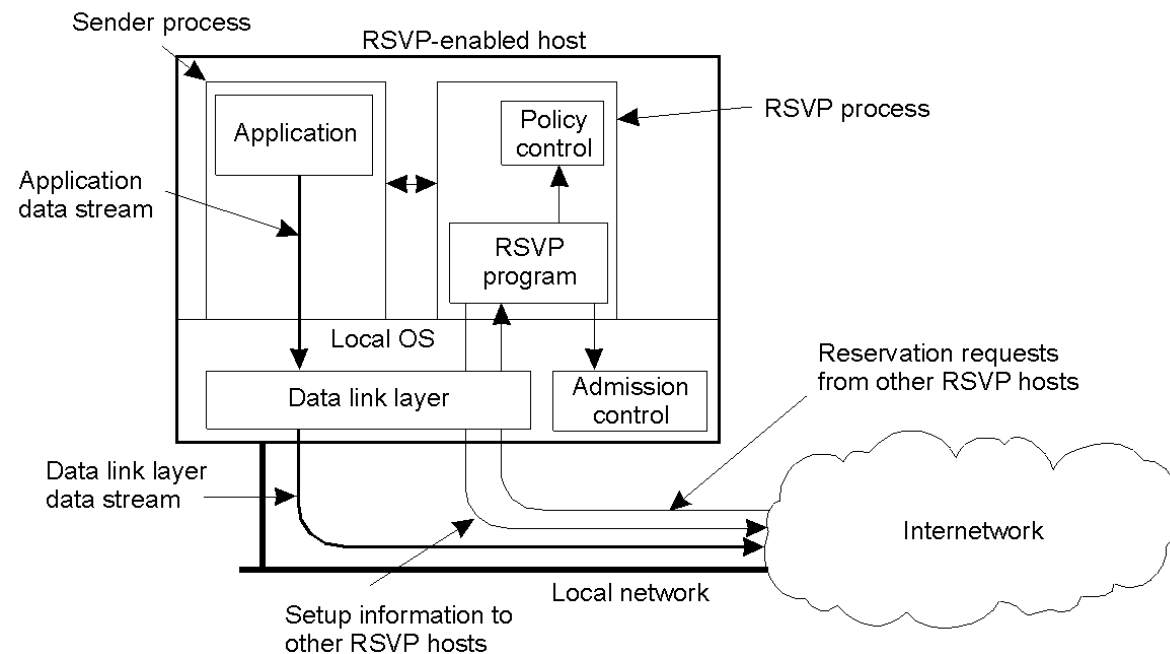 Sender process
RSVP-enabled host
Application
Policy
control
RSVP process
Application
data stream
RSVP
program
Local OS
Data link layer
Admission
control
Reservation requests
from other RSVP hosts
Data link layer
data stream
Internetwork
Local network
Setup information to
other RSVP hosts